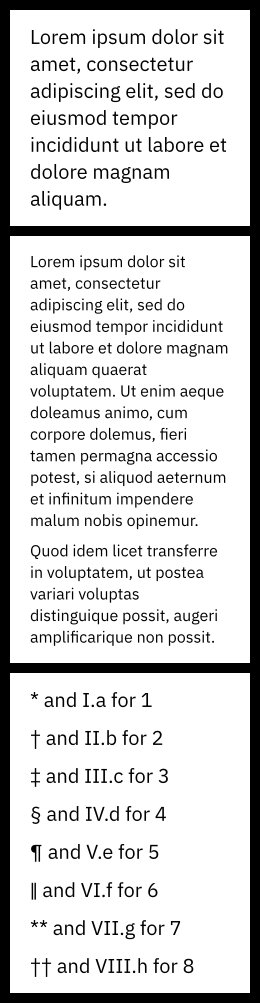 Lorem ipsum dolor sit
amet, consectetur
adipiscing elit, sed do
eiusmod tempor
incididunt ut labore et
dolore magnam
aliquam.
Lorem ipsum dolor sit
amet, consectetur
adipiscing elit, sed do
eiusmod tempor incididunt
ut labore et dolore magnam
aliquam quaerat
voluptatem. Ut enim aeque
doleamus animo, cum
corpore dolemus, fieri
tamen permagna accessio
potest, si aliquod aeternum
et infinitum impendere
malum nobis opinemur.
Quod idem licet transferre
in voluptatem, ut postea
variari voluptas
distinguique possit, augeri
amplificarique non possit.
* and I.a for 1
† and II.b for 2
‡ and III.c for 3
§ and IV.d for 4
¶ and V.e for 5
‖ and VI.f for 6
** and VII.g for 7
†† and VIII.h for 8